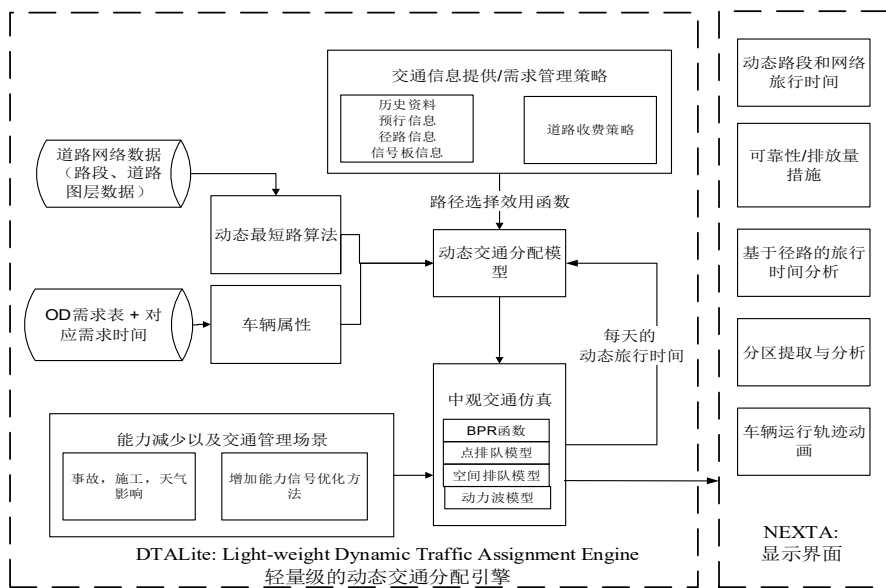 交通信息提供/需求管理策略
历史资料
预行信息
径路信息
信号板信息
道路收费策略
道路网络数据
（路段、道路
图层数据）
路径选择效用函数
动态最短路算法
动态交通分配模
型
OD需求表 + 对
应需求时间
车辆属性
每天的
动态旅行时间
中观交通仿真
BPR函数
点排队模型
空间排队模型
动力波模型
能力减少以及交通管理场景
事故，施工，天气
影响
增加能力信号优化方
法
DTALite: Light-weight Dynamic Traffic Assignment Engine
轻量级的动态交通分配引擎
动态路段和网络
旅行时间
可靠性/排放量
措施
基于径路的旅行
时间分析
分区提取与分析
车辆运行轨迹动
画
NEXTA:
显示界面